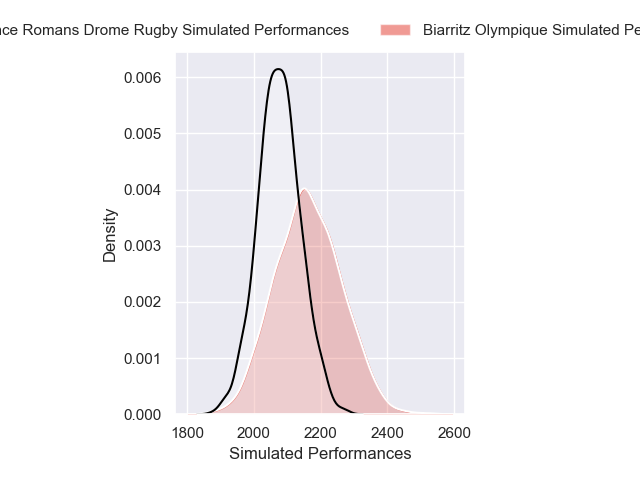 nce Romans Drome Rugby Simulated Performances Biarritz Olympique Simulated Pe
0.006
0.005
0.004
0.003
0.002
0.001
0.000
Density
1800 2000 2200 2400 2600
Simulated Performances